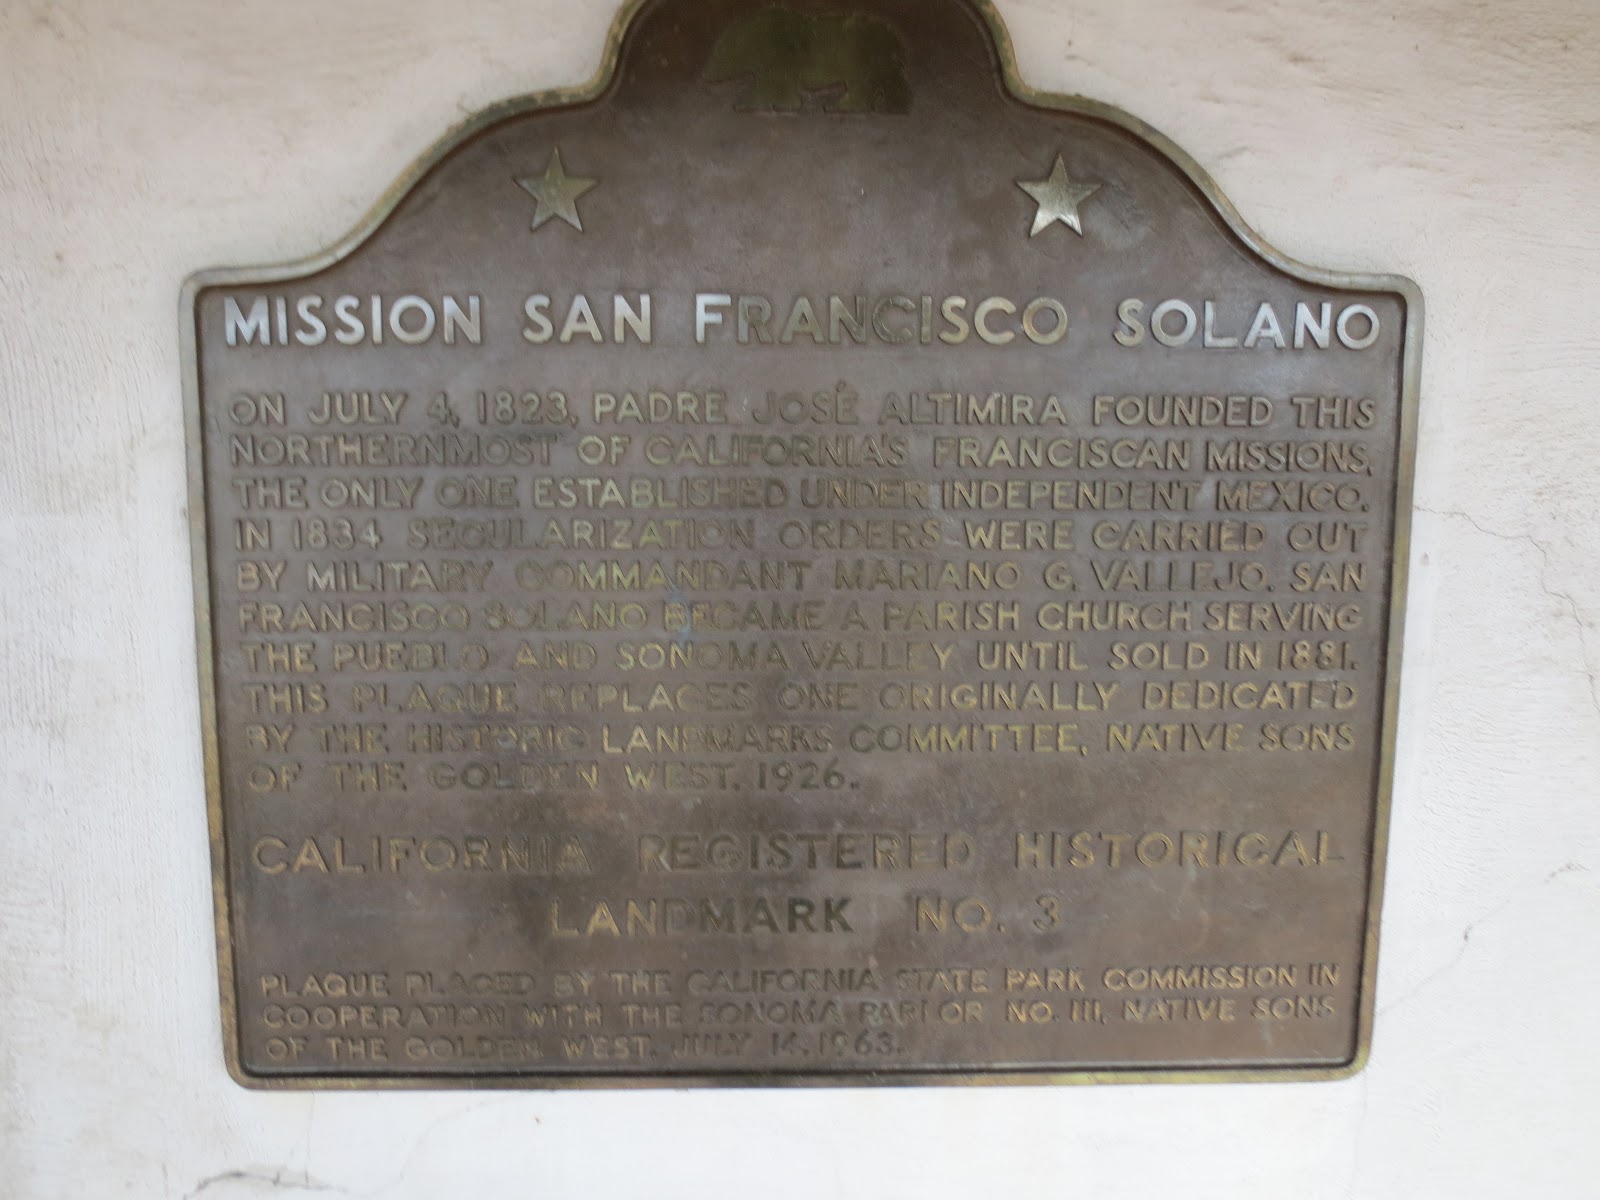 MISSION SAN FRANCISCO SOLANO
ON JULY 4, 1823, PADRE JOSÉ ALTIMIRA FOUNDED THIS
NORTHERNMOST OF CALIFORNIA'S FRANCISCAN MISSIONS,
THE ONLY ONE ESTABLISHED UNDER INDEPENDENT MEXICO.
IN 1834 SECULARIZATION ORDERS WERE CARRIED OUT
BY MILITARY COMMANDANT MARIANO G. VALLEJO. SAN
FRANCISCO SOLANO BECAME A PARISH CHURCH SERVING
THE PUEBLO AND SONOMA VALLEY UNTIL SOLD IN 1881.
THIS PLAQUE REPLACES ONE ORIGINALLY DEDICATED
BY THE HISTORIC LANDMARKS COMMITTEE, NATIVE SONS
OF THE GOLDEN WEST, 1926.
CALIFORNIA REGISTERED HISTORICAL
LANDMARK NO. 3
PLAQUE PLACED BY THE CALIFORNIA STATE PARK COMMISSION IN
COOPERATION WITH THE SONOMA PARLOR NO. 111, NATIVE SONS
OF THE GOLDEN WEST, JULY 14, 1963.